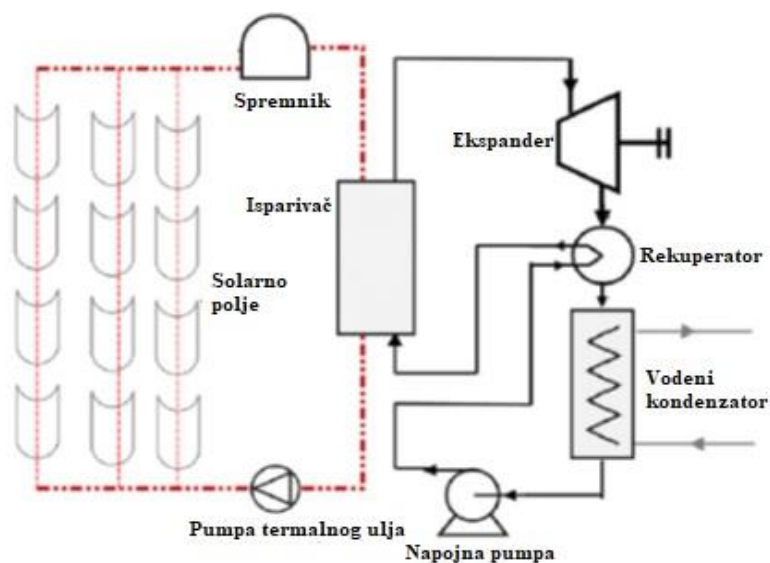 Spremnik
Ekspander
Isparivač
Rekuperator
Solarno
polje
Vodeni
kondenzator
Pumpa termalnog ulja
Napojna pumpa